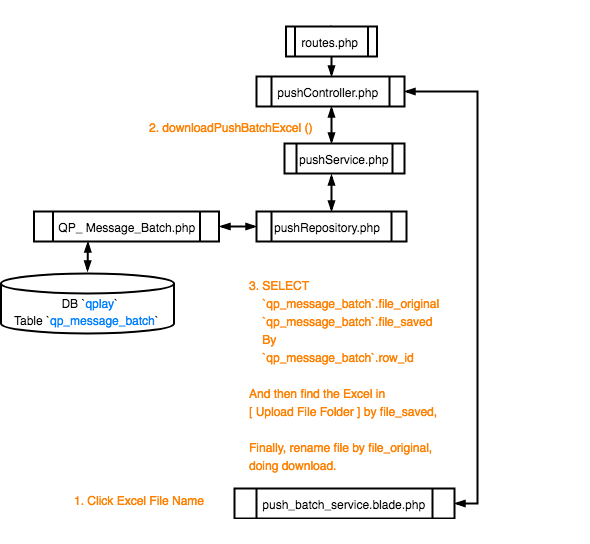 routes.php
pushController.php
2. downloadPushBatchExcel ()
pushService.php
QP_ Message_Batch.php
pushRepository.php
DB `qplay`
Table `qp_message_batch`
3. SELECT
`qp_message_batch`.file_original
`qp_message_batch`.file_saved
By
`qp_message_batch`.row_id
And then find the Excel in
[ Upload File Folder ] by file_saved,
Finally, rename file by file_original,
doing download.
1. Click Excel File Name
push_batch_service.blade.php